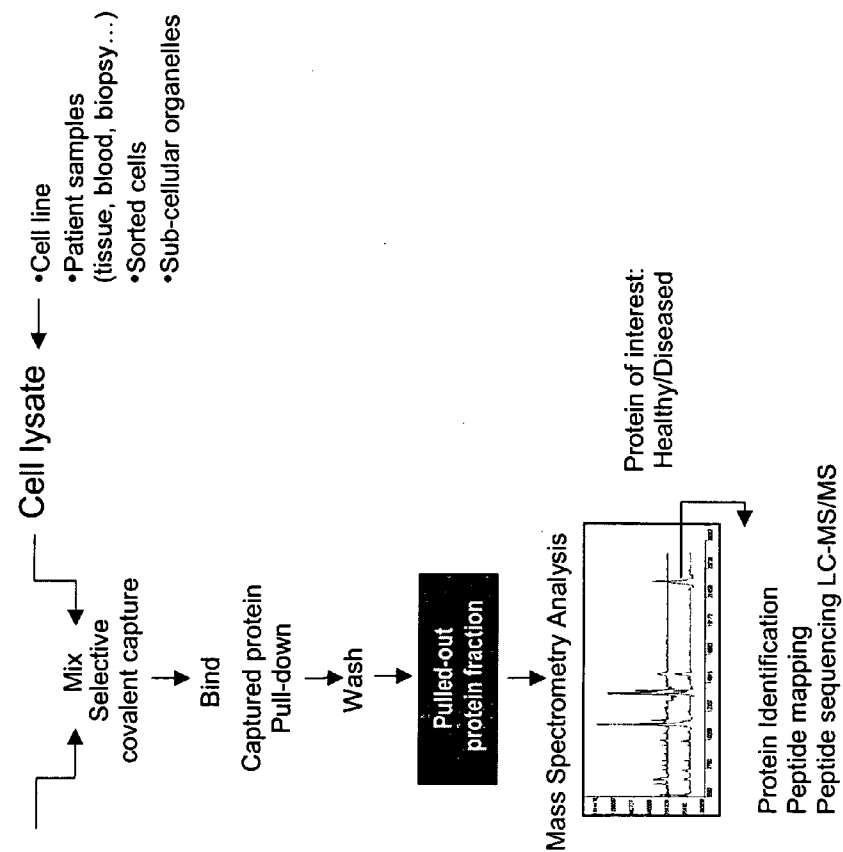 Cell lysate
•Cell line
•Patient samples
(tissue, blood, biopsy...)
•Sorted cells
•Sub-cellular organelles
Mix
Selective
covalent capture
Bind
Captured protein
Pull-down
Wash
Pulled-out
protein fraction
Mass Spectrometry Analysis
Protein of interest:
Healthy/Diseased
Protein Identification
Peptide mapping
Peptide sequencing LC-MS/MS